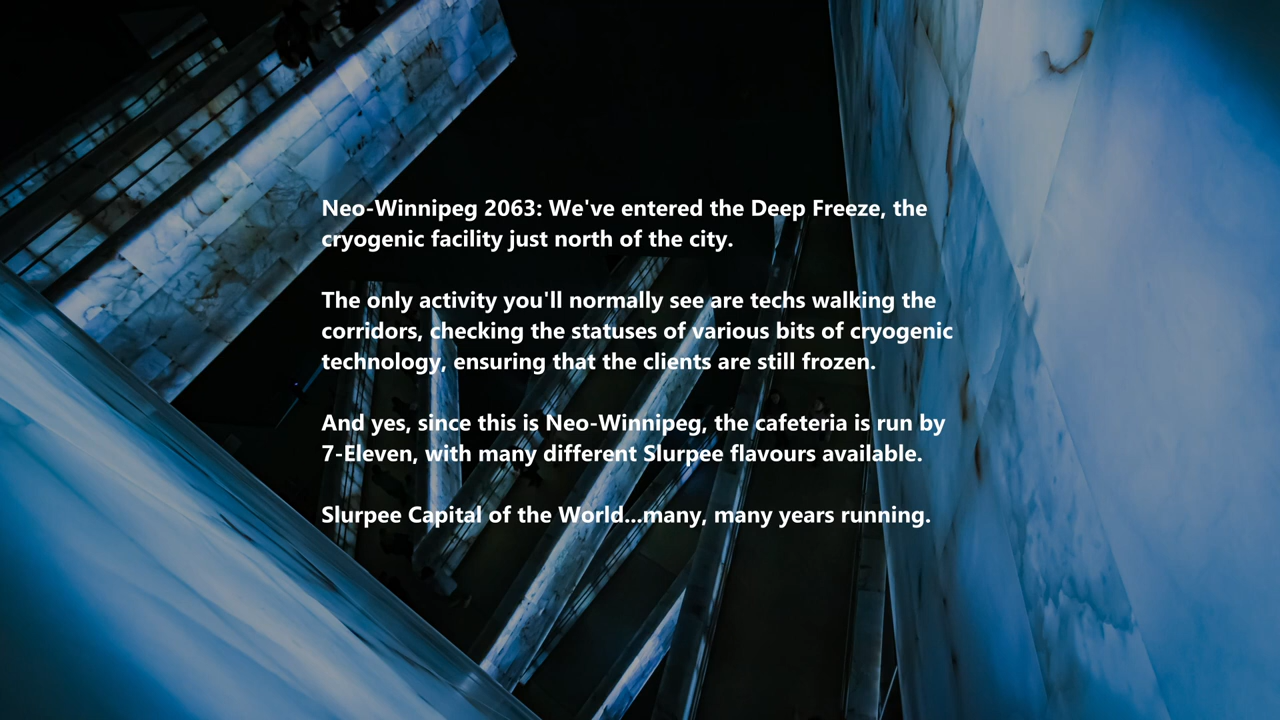 Neo-Winnipeg 2063: We've entered the Deep Freeze, the
cryogenic facility just north of the city.
The only activity you'll normally see are techs walking the
corridors, checking the statuses of various bits of cryogenic
technology, ensuring that the clients are still frozen.
And yes, since this is Neo-Winnipeg, the cafeteria is run by
7-Eleven, with many different Slurpee flavours available.
Slurpee Capital of the World...many, many years running.